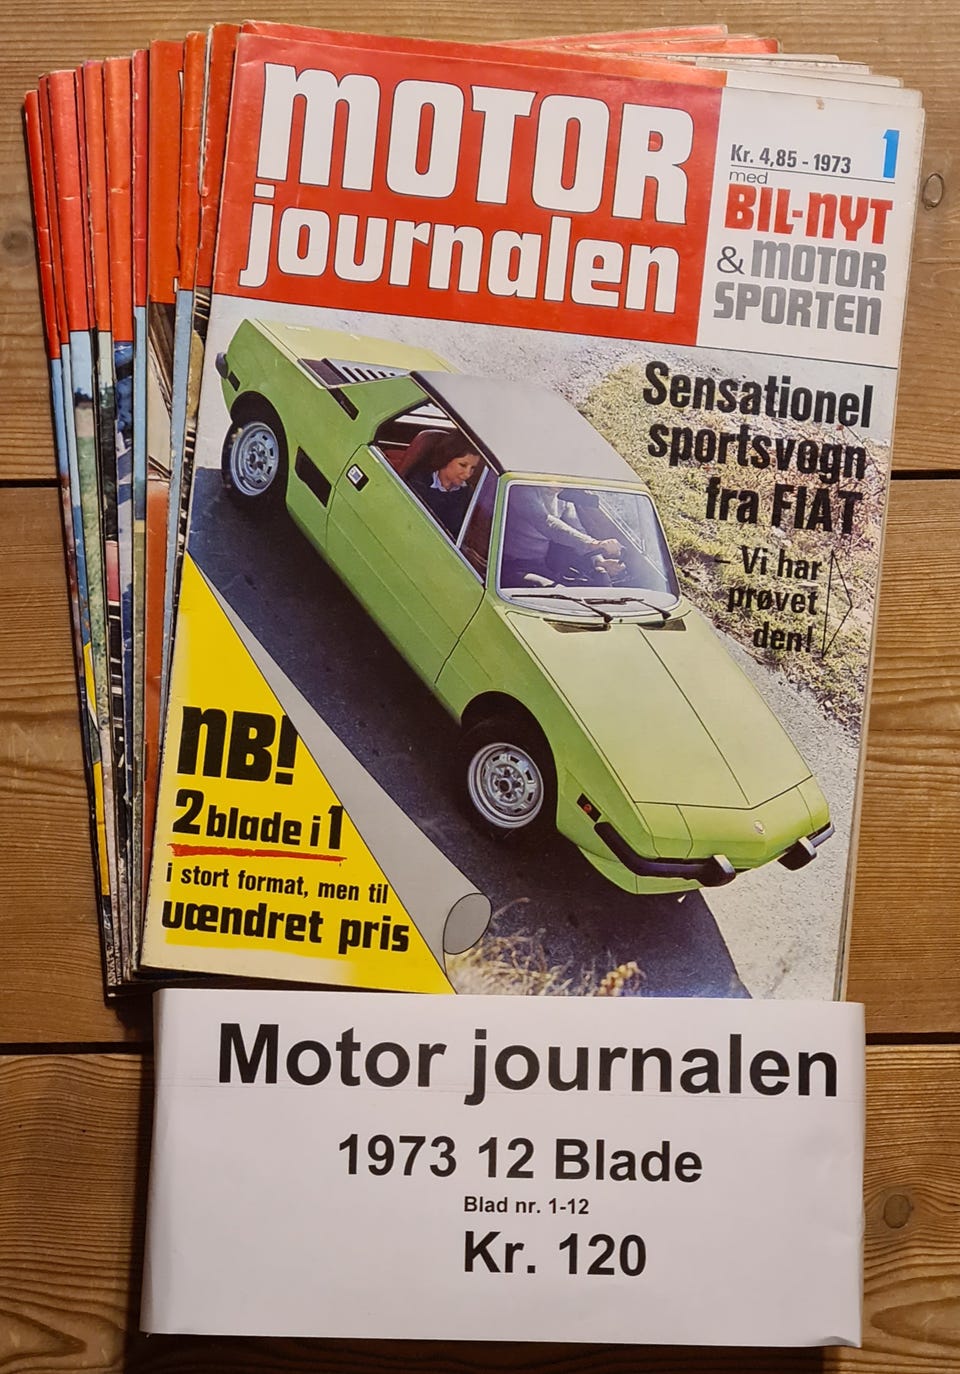 MOTOR
journalen
Kr. 4,85 - 1973
1
med
BIL-NYT
& MOTOR
SPORTEN
Sensationel
sportsvogn
fra FIAT
- Vi har
prøvet
den!
NB!
2 blade i 1
i stort format, men til
uændret pris
Motor journalen
1973 12 Blade
Blad nr. 1-12
Kr. 120